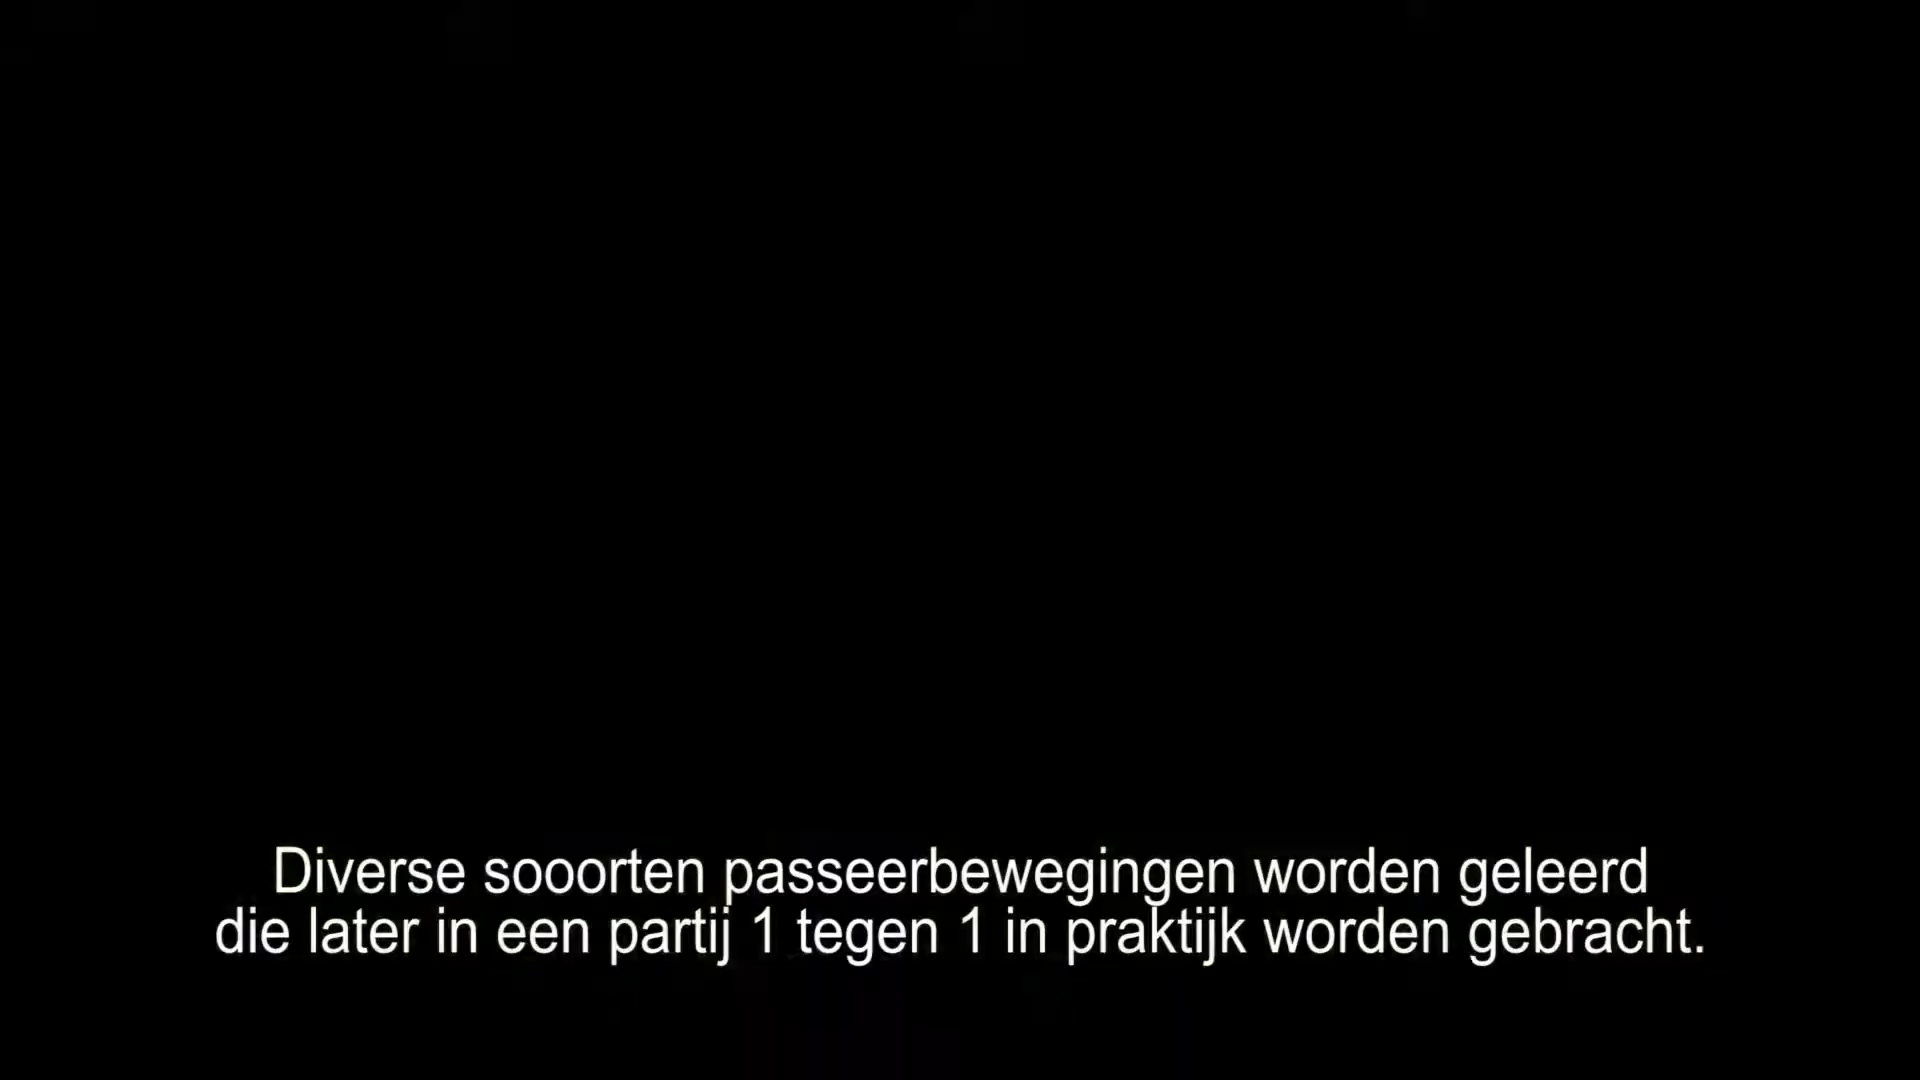 Diverse sooorten passeerbewegingen worden geleerd
die later in een partij 1 tegen 1 in praktijk worden gebracht.